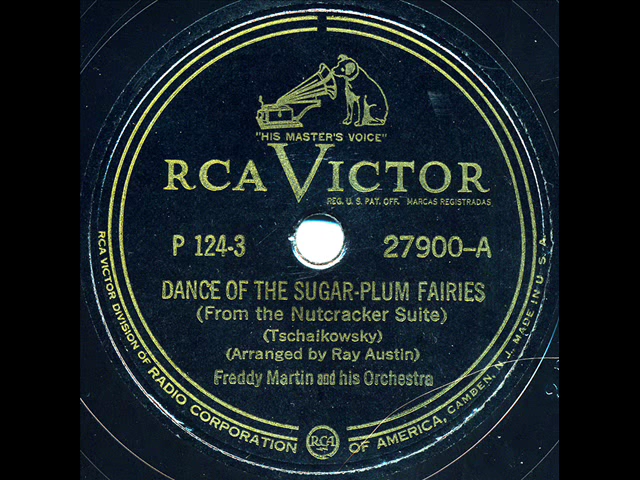 "HIS MASTER'S VOICE"
RCA VICTOR
REG. U. S. PAT. OFF. MARCAS REGISTRADAS
P 124-3
27900-A
DANCE OF THE SUGAR-PLUM FAIRIES
(From the Nutcracker Suite)
(Tschaikowsky)
(Arranged by Ray Austin)
Freddy Martin and his Orchestra
RCA VICTOR DIVISION OF RADIO CORPORATION OF AMERICA, CAMDEN, N. J. MADE IN U. S. A.
RCA